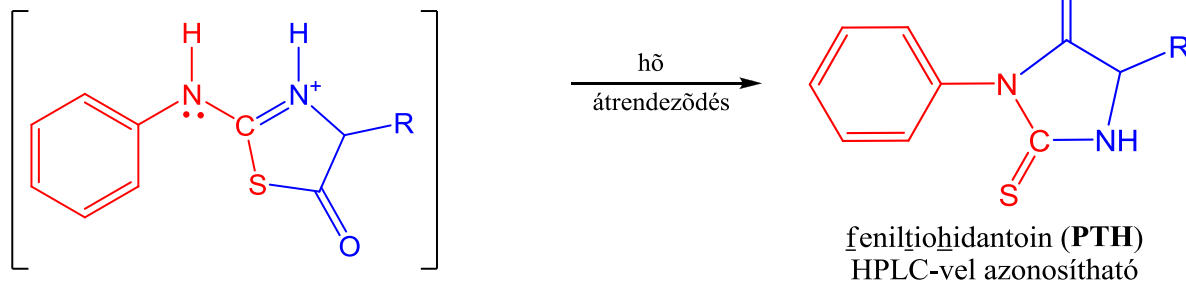 H
H
N
N+
C
R
S
O
hõ
átrendezõdés
N
R
C
NH
S
feniltiohidantoin (PTH)
HPLC-vel azonosítható